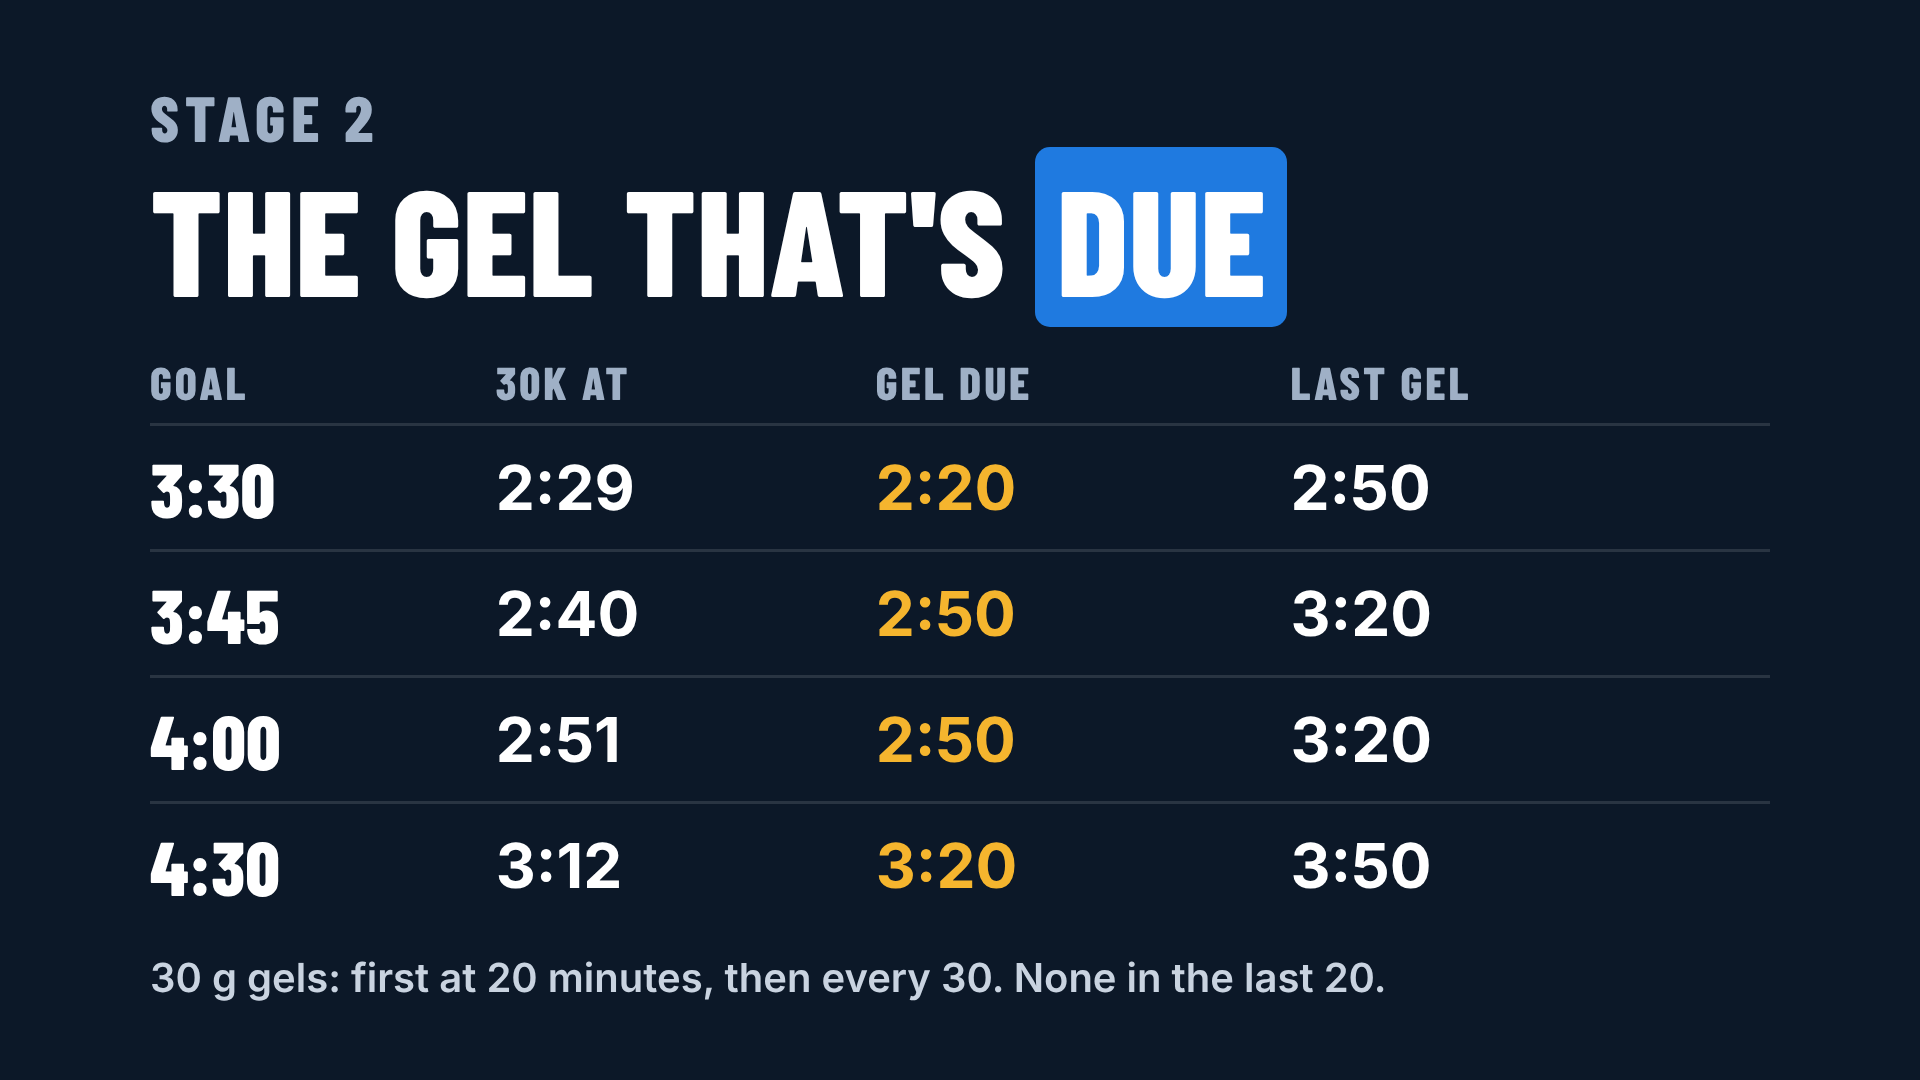 STAGE 2
THE GEL THAT'S DUE
GOAL 30K AT GEL DUE LAST GEL
3:30 2:29 2:20 2:50
3:45 2:40 2:50 3:20
4:00 2:51 2:50 3:20
4:30 3:12 3:20 3:50
30 g gels: first at 20 minutes, then every 30. None in the last 20.